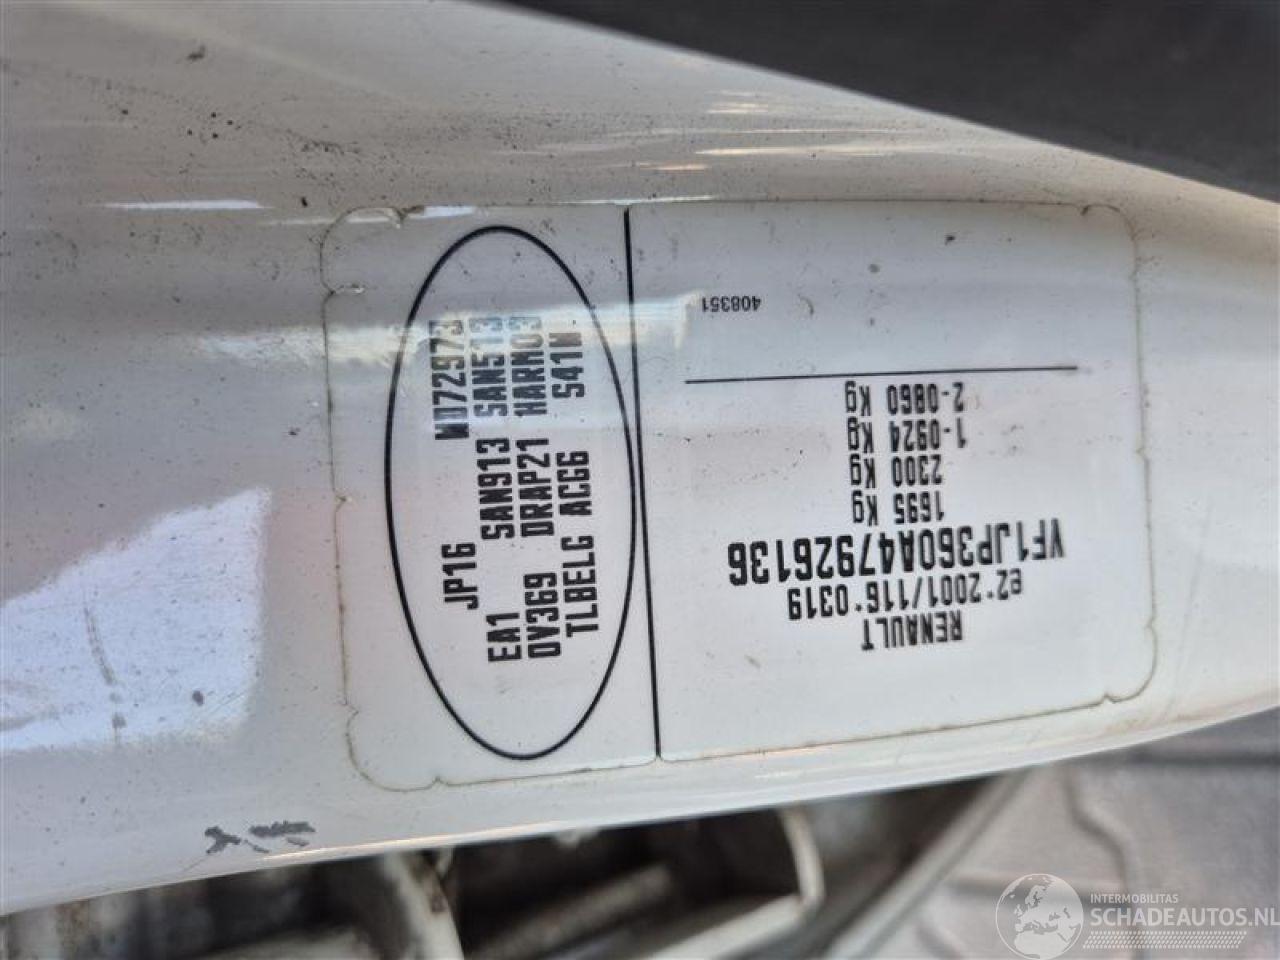 RENAULT
e2*2001/116*0319
VF1JP360A47926136
1695 Kg
2300 Kg
1-0924 Kg
2-0860 Kg
408351
JP16 WU72973
EA1 SAN913 SAN513
OV369 DRAP21 HARM03
TLBELG ACG6 S41W
INTERMOBILITAS
SCHADEAUTOS.NL